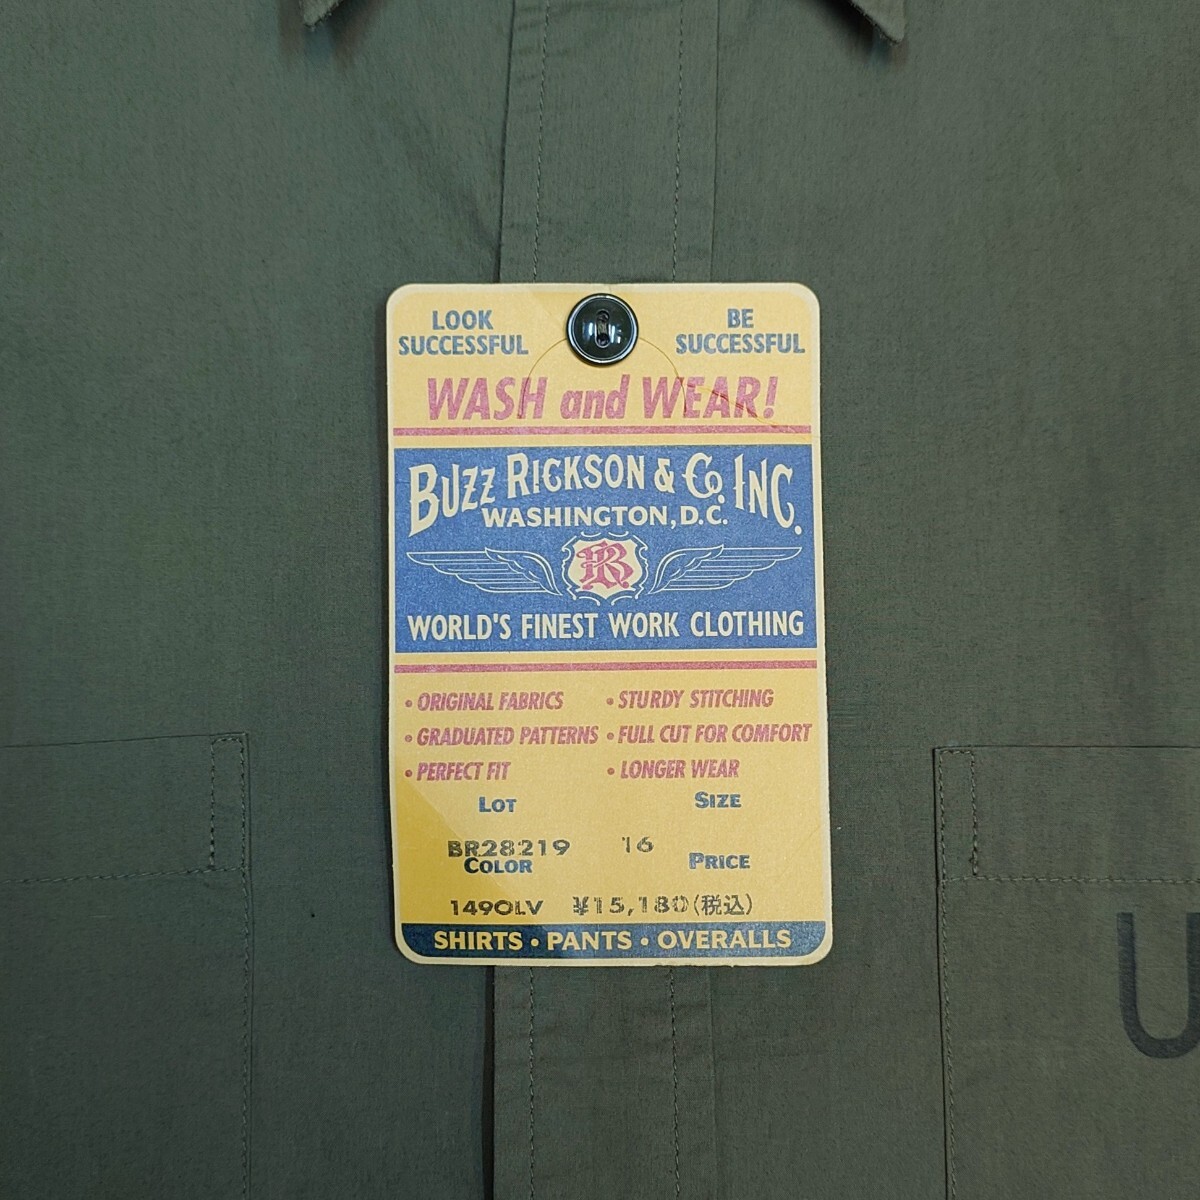 LOOK SUCCESSFUL
BE SUCCESSFUL
WASH and WEAR!
BUZZ RICKSON & Co. INC.
WASHINGTON, D.C.
BR
WORLD'S FINEST WORK CLOTHING
• ORIGINAL FABRICS • STURDY STITCHING
• GRADUATED PATTERNS • FULL CUT FOR COMFORT
• PERFECT FIT • LONGER WEAR
LOT SIZE
BR28219 16
COLOR PRICE
149OLV ¥15,180(税込)
SHIRTS • PANTS • OVERALLS
U